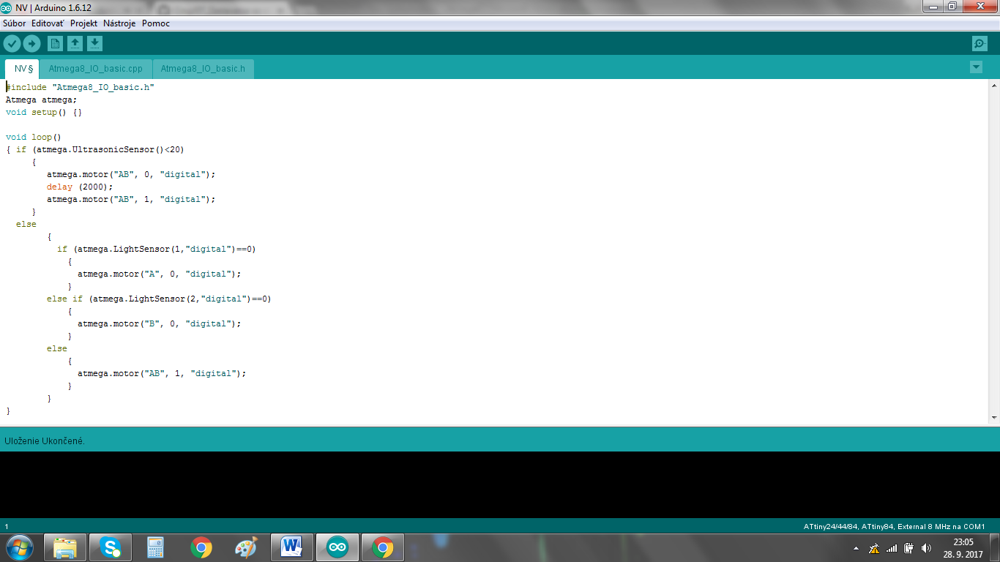 NV | Arduino 1.6.12
Súbor Editovať Projekt Nástroje Pomoc
NV § Atmega8_IO_basic.cpp Atmega8_IO_basic.h
#include "Atmega8_IO_basic.h"
Atmega atmega;
void setup() {}
void loop()
{ if (atmega.UltrasonicSensor()<20)
{
atmega.motor("AB", 0, "digital");
delay (2000);
atmega.motor("AB", 1, "digital");
}
else
{
if (atmega.LightSensor(1,"digital")==0)
{
atmega.motor("A", 0, "digital");
}
else if (atmega.LightSensor(2,"digital")==0)
{
atmega.motor("B", 0, "digital");
}
else
{
atmega.motor("AB", 1, "digital");
}
}
}
Uloženie Ukončené.
1 ATtiny24/44/84, ATtiny84, External 8 MHz na COM1
23:05
28. 9. 2017